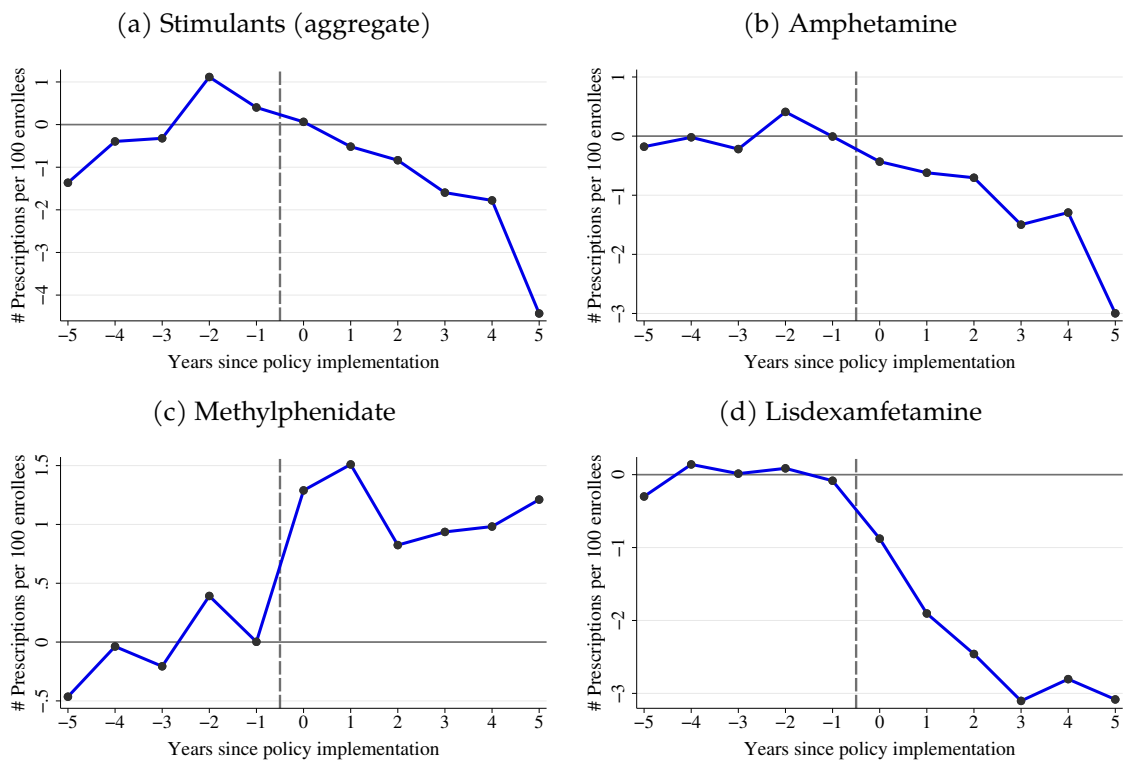 (a) Stimulants (aggregate)
# Prescriptions per 100 enrollees
1
0
−1
−2
−3
−4
−5 −4 −3 −2 −1 0 1 2 3 4 5
Years since policy implementation
(b) Amphetamine
# Prescriptions per 100 enrollees
1
0
−1
−2
−3
−5 −4 −3 −2 −1 0 1 2 3 4 5
Years since policy implementation
(c) Methylphenidate
# Prescriptions per 100 enrollees
1.5
1
.5
0
−.5
−5 −4 −3 −2 −1 0 1 2 3 4 5
Years since policy implementation
(d) Lisdexamfetamine
# Prescriptions per 100 enrollees
0
−1
−2
−3
−5 −4 −3 −2 −1 0 1 2 3 4 5
Years since policy implementation